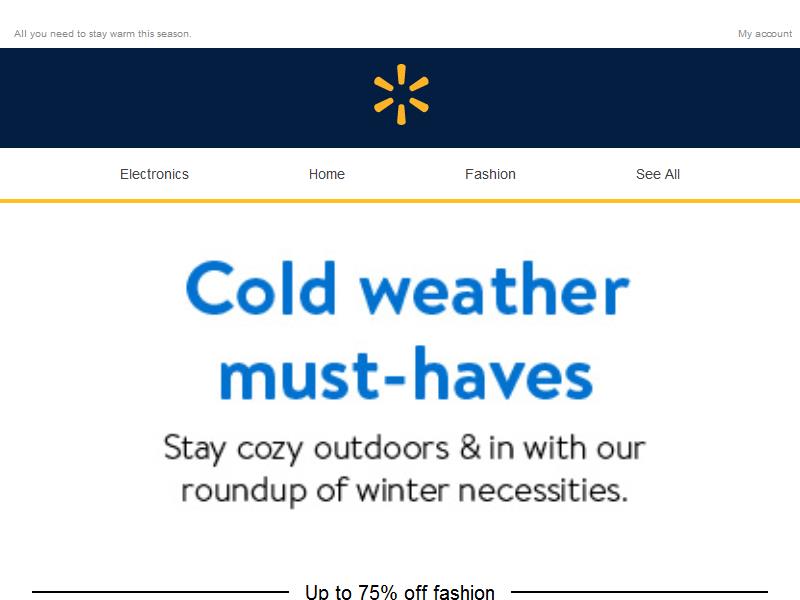 All you need to stay warm this season.
My account
Electronics
Home
Fashion
See All
Cold weather
must-haves
Stay cozy outdoors & in with our
roundup of winter necessities.
Up to 75% off fashion